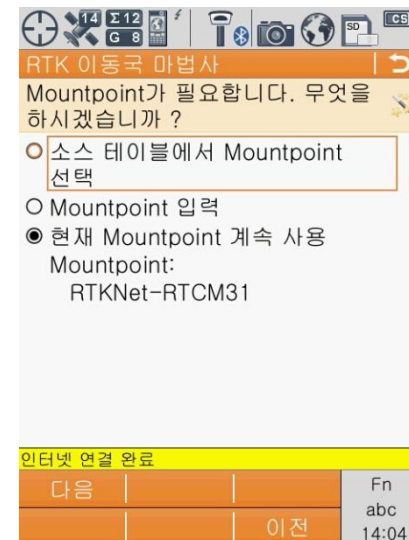 14 Σ12
G 8
SD
CS
RTK 이동국 마법사
Mountpoint가 필요합니다. 무엇을
하시겠습니까 ?
소스 테이블에서 Mountpoint
선택
Mountpoint 입력
현재 Mountpoint 계속 사용
Mountpoint:
RTKNet-RTCM31
인터넷 연결 완료
다음
Fn
abc
이전
14:04